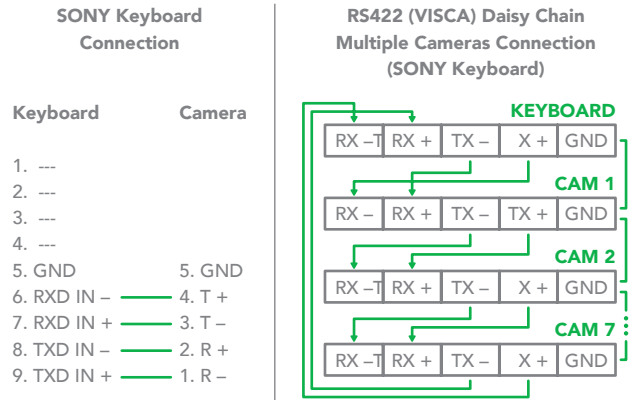 SONY Keyboard
Connection
Keyboard Camera
1. ---
2. ---
3. ---
4. ---
5. GND 5. GND
6. RXD IN – 4. T +
7. RXD IN + 3. T –
8. TXD IN – 2. R +
9. TXD IN + 1. R –
RS422 (VISCA) Daisy Chain
Multiple Cameras Connection
(SONY Keyboard)
KEYBOARD
RX –T RX + TX – X + GND
CAM 1
RX - RX + TX – TX + GND
CAM 2
RX –T RX + TX – X + GND
CAM 7
RX –T RX + TX – X + GND